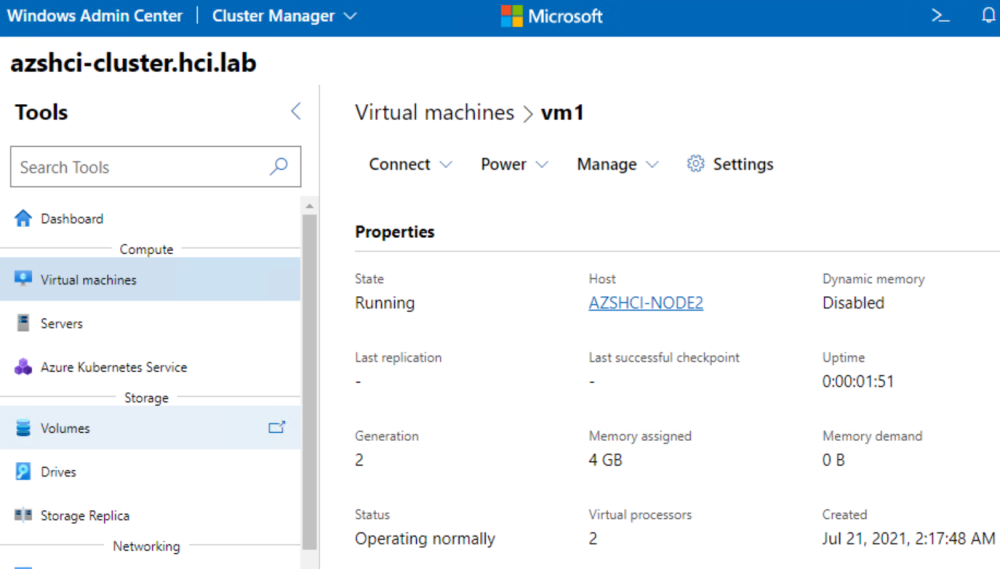 Windows Admin Center | Cluster Manager
Microsoft
azshci-cluster.hci.lab
Tools
Search Tools
Dashboard
Compute
Virtual machines
Servers
Azure Kubernetes Service
Storage
Volumes
Drives
Storage Replica
Networking
Virtual machines > vm1
Connect
Power
Manage
Settings
Properties
State
Running
Host
AZSHCI-NODE2
Dynamic memory
Disabled
Last replication
-
Last successful checkpoint
-
Uptime
0:00:01:51
Generation
2
Memory assigned
4 GB
Memory demand
0 B
Status
Operating normally
Virtual processors
2
Created
Jul 21, 2021, 2:17:48 AM